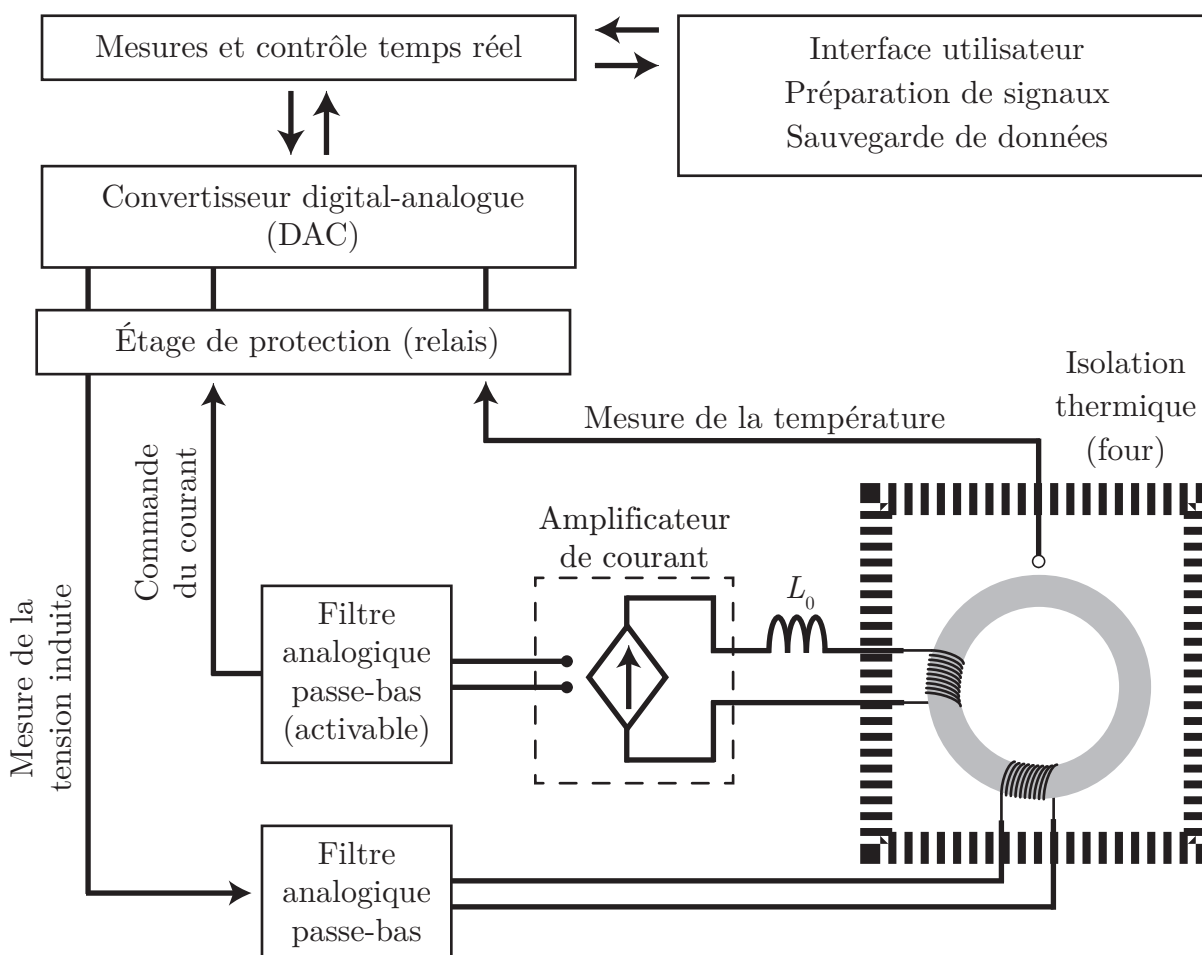 Mesures et contrôle temps réel
Interface utilisateur
Préparation de signaux
Sauvegarde de données
Convertisseur digital-analogue
(DAC)
Étage de protection (relais)
Isolation
thermique
(four)
Mesure de la température
Commande
du courant
Amplificateur
de courant
L0
Filtre
analogique
passe-bas
(activable)
Mesure de la
tension induite
Filtre
analogique
passe-bas